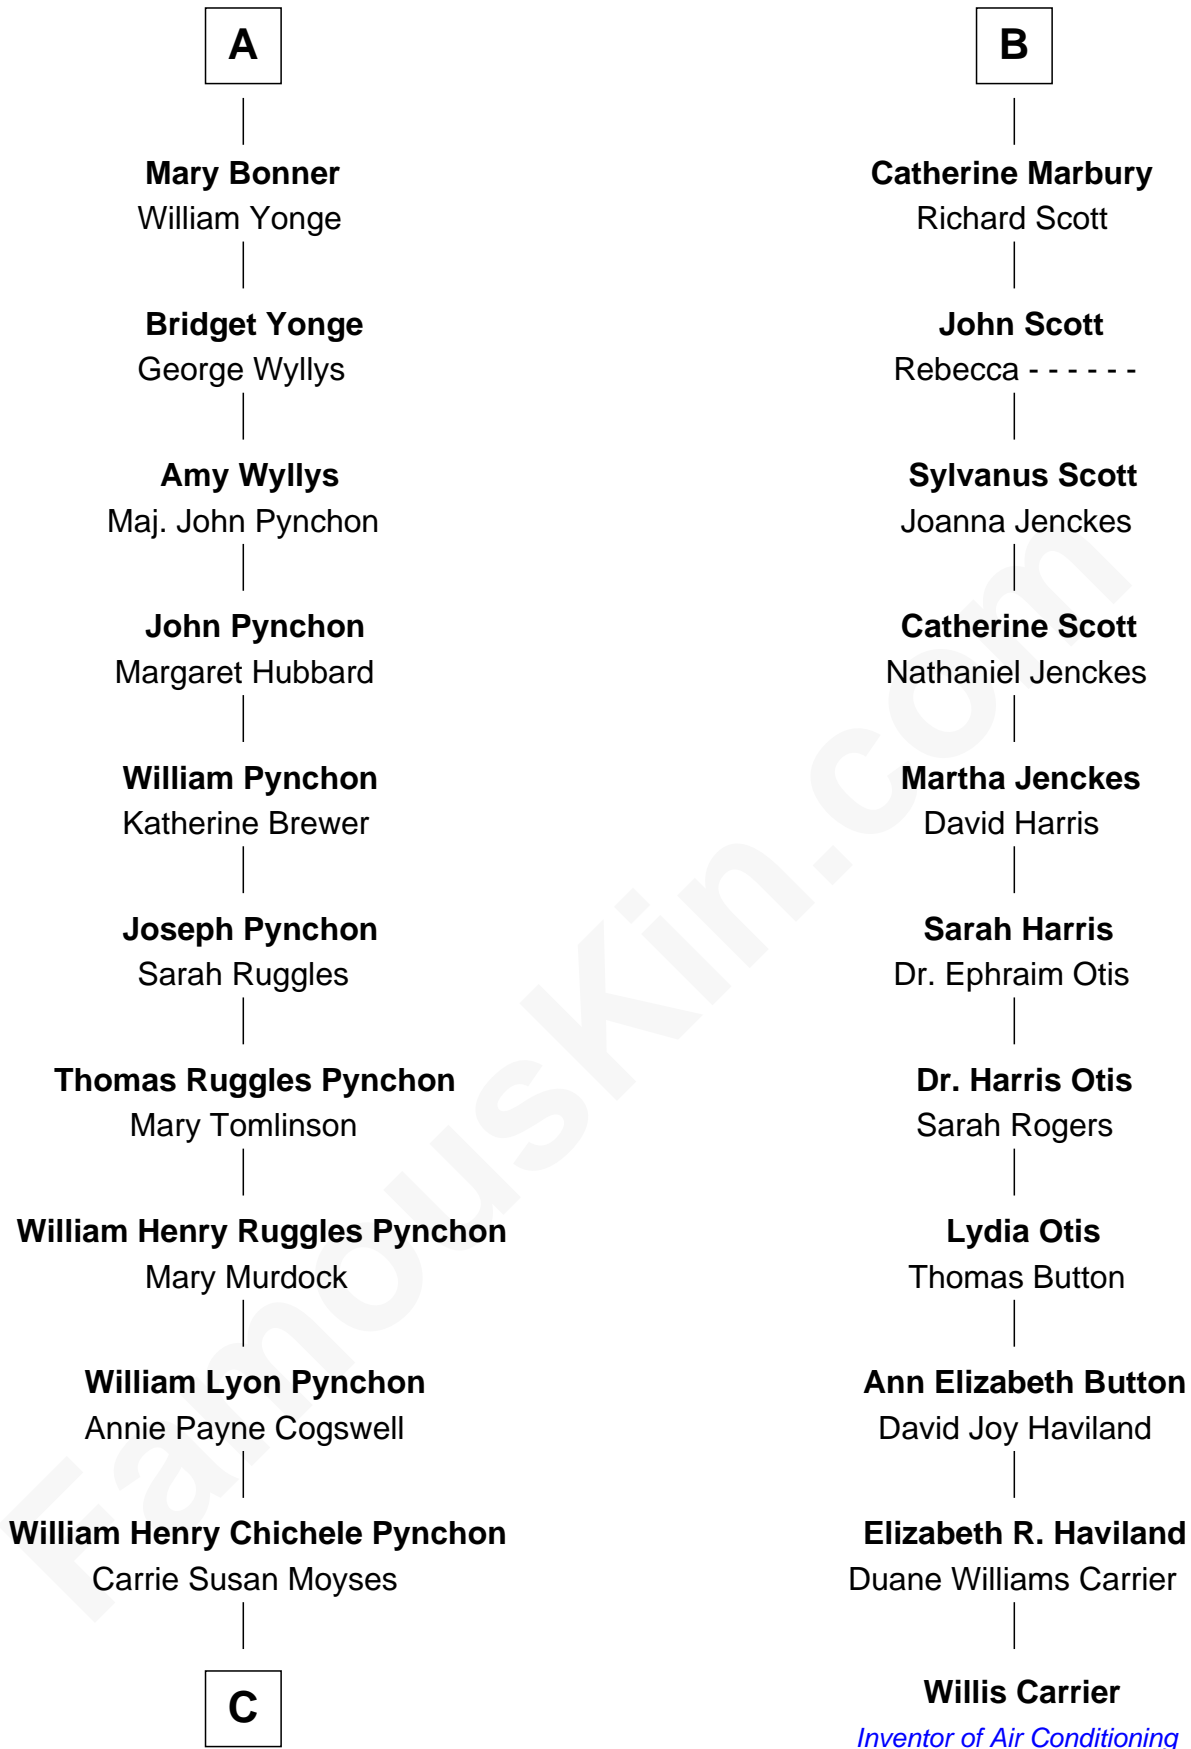 A
Mary Bonner
William Yonge
Bridget Yonge
George Wyllys
Amy Wyllys
Maj. John Pynchon
John Pynchon
Margaret Hubbard
William Pynchon
Katherine Brewer
Joseph Pynchon
Sarah Ruggles
Thomas Ruggles Pynchon
Mary Tomlinson
William Henry Ruggles Pynchon
Mary Murdock
William Lyon Pynchon
Annie Payne Cogswell
William Henry Chichele Pynchon
Carrie Susan Moyses
C
B
Catherine Marbury
Richard Scott
John Scott
Rebecca - - - - - -
Sylvanus Scott
Joanna Jenckes
Catherine Scott
Nathaniel Jenckes
Martha Jenckes
David Harris
Sarah Harris
Dr. Ephraim Otis
Dr. Harris Otis
Sarah Rogers
Lydia Otis
Thomas Button
Ann Elizabeth Button
David Joy Haviland
Elizabeth R. Haviland
Duane Williams Carrier
Willis Carrier
Inventor of Air Conditioning
FamousKin.com